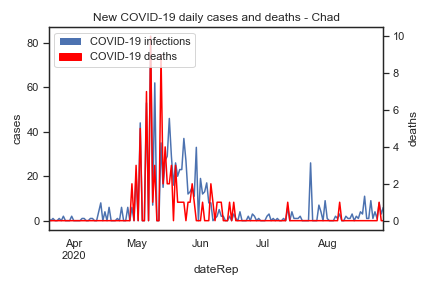 New COVID-19 daily cases and deaths - Chad
COVID-19 infections
COVID-19 deaths
80
60
40
20
0
cases
10
8
6
4
2
0
deaths
Apr
2020
May
Jun
Jul
Aug
dateRep